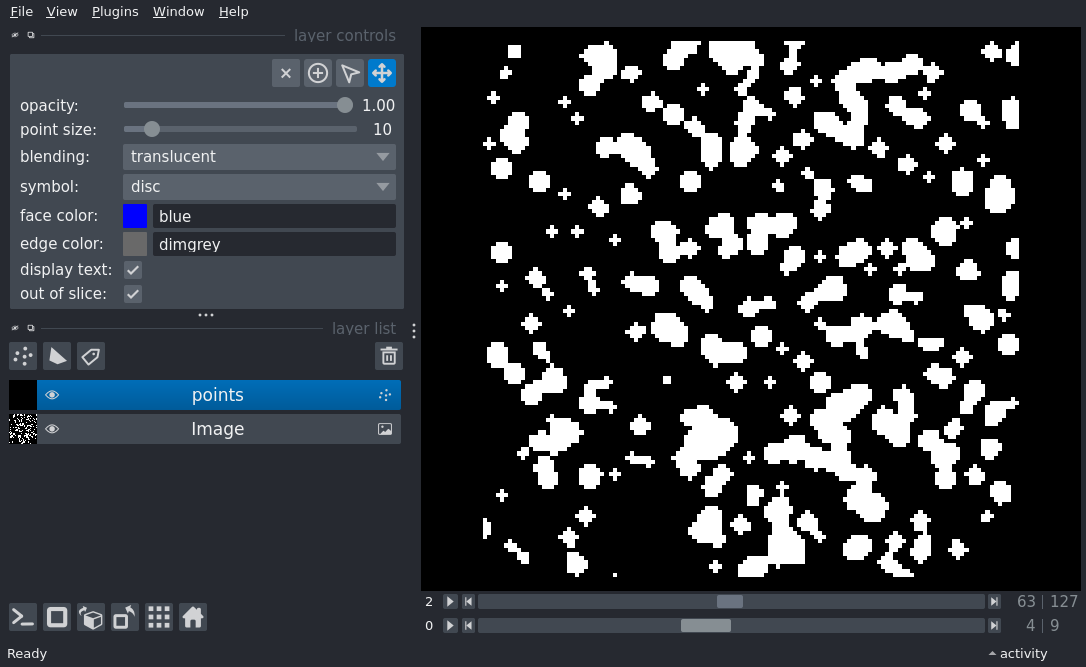 File View Plugins Window Help
layer controls
opacity: 1.00
point size: 10
blending: translucent
symbol: disc
face color: blue
edge color: dimgrey
display text:
out of slice:
layer list
points
Image
2 63 | 127
0 4 | 9
Ready activity